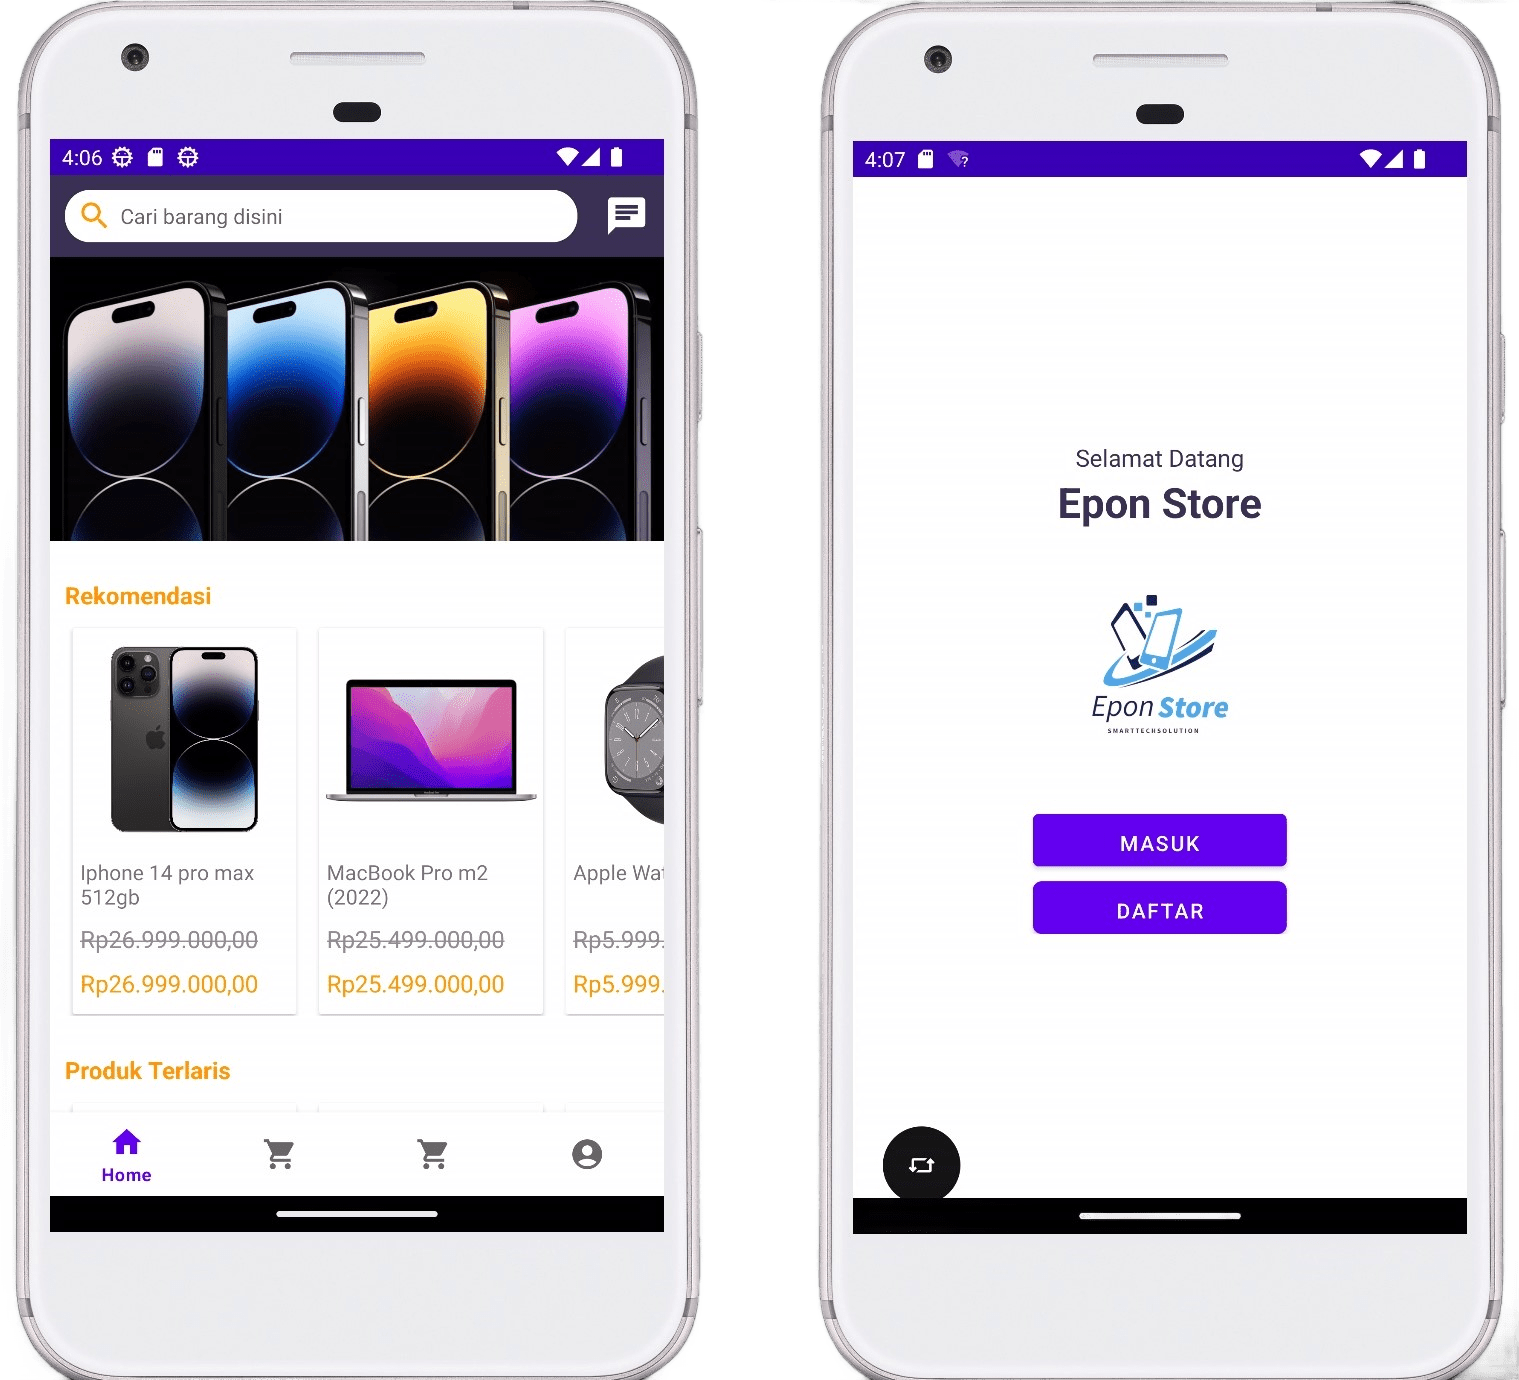 4:06
Cari barang disini
Rekomendasi
Iphone 14 pro max
512gb
Rp26.999.000,00
Rp26.999.000,00
MacBook Pro m2
(2022)
Rp25.499.000,00
Rp25.499.000,00
Apple Wat
Rp5.999.
Rp5.999.
Produk Terlaris
Home
4:07
Selamat Datang
Epon Store
Epon Store
SMARTTECHSOLUTION
MASUK
DAFTAR